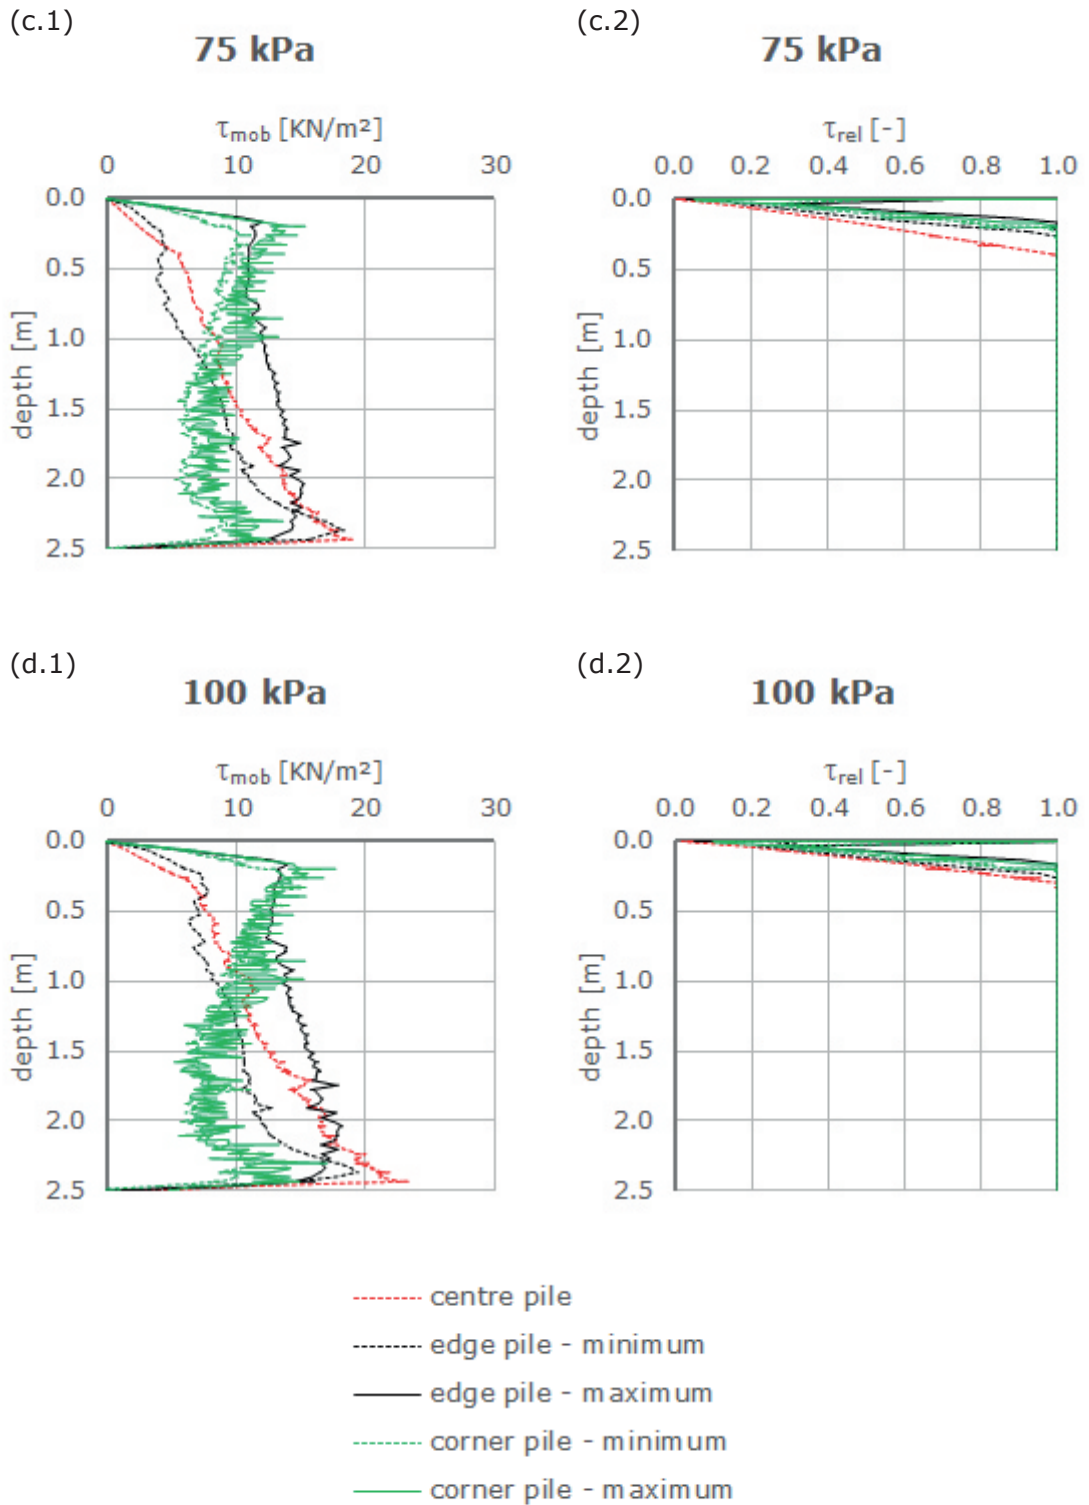 (c.1)
75 kPa
τmob [KN/m²]
0 10 20 30
0.0
0.5
1.0
1.5
2.0
2.5
depth [m]
(c.2)
75 kPa
τrel [-]
0.0 0.2 0.4 0.6 0.8 1.0
0.0
0.5
1.0
1.5
2.0
2.5
depth [m]
(d.1)
100 kPa
τmob [KN/m²]
0 10 20 30
0.0
0.5
1.0
1.5
2.0
2.5
depth [m]
(d.2)
100 kPa
τrel [-]
0.0 0.2 0.4 0.6 0.8 1.0
0.0
0.5
1.0
1.5
2.0
2.5
depth [m]
centre pile
edge pile - minimum
edge pile - maximum
corner pile - minimum
corner pile - maximum